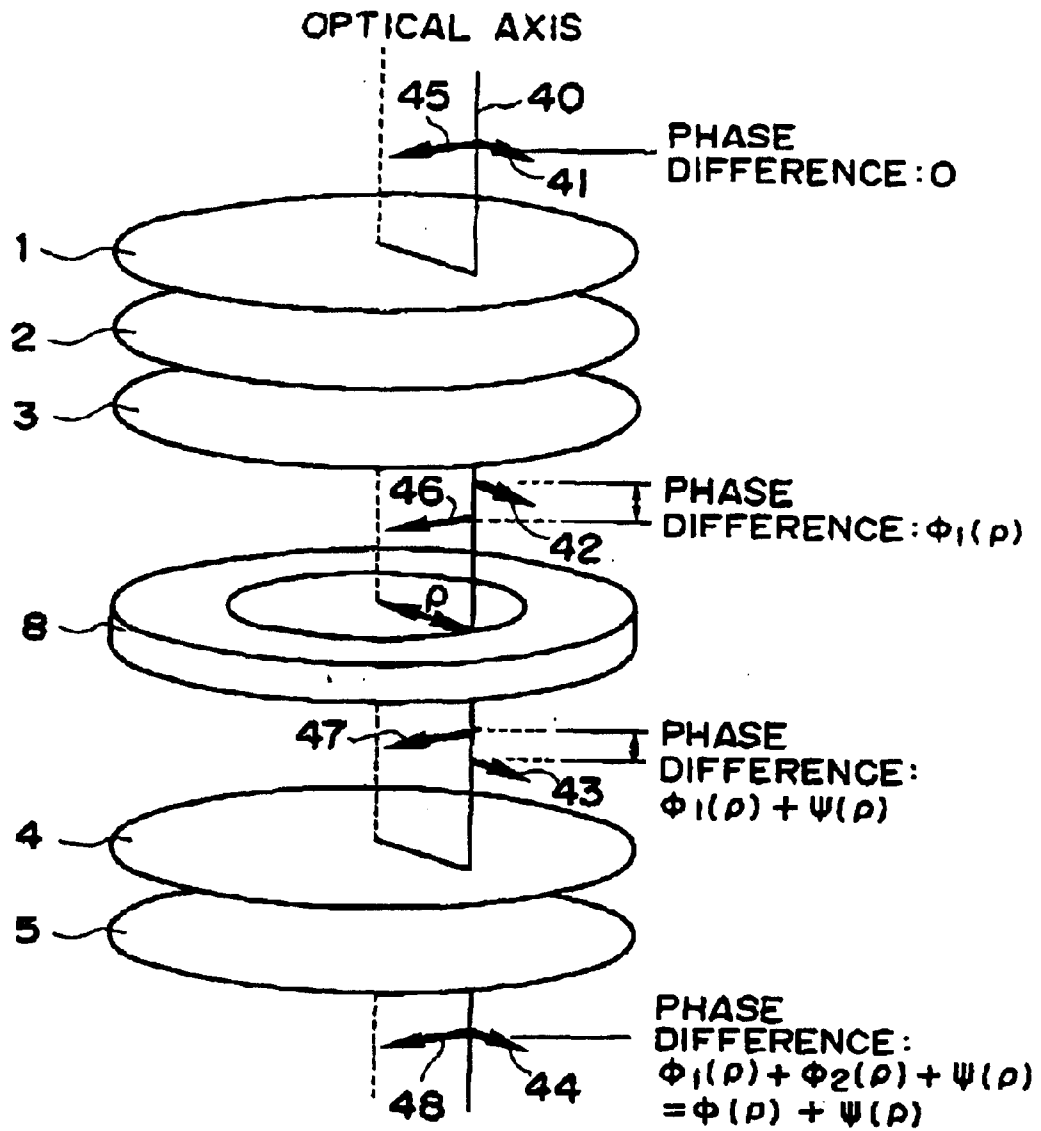 OPTICAL AXIS
45
40
PHASE
DIFFERENCE: 0
41
1
2
3
46
PHASE
DIFFERENCE: Φ₁(ρ)
42
ρ
8
47
PHASE
DIFFERENCE:
Φ₁(ρ) + Ψ(ρ)
43
4
5
PHASE
DIFFERENCE:
Φ₁(ρ) + Φ₂(ρ) + Ψ(ρ)
= Φ(ρ) + Ψ(ρ)
48
44